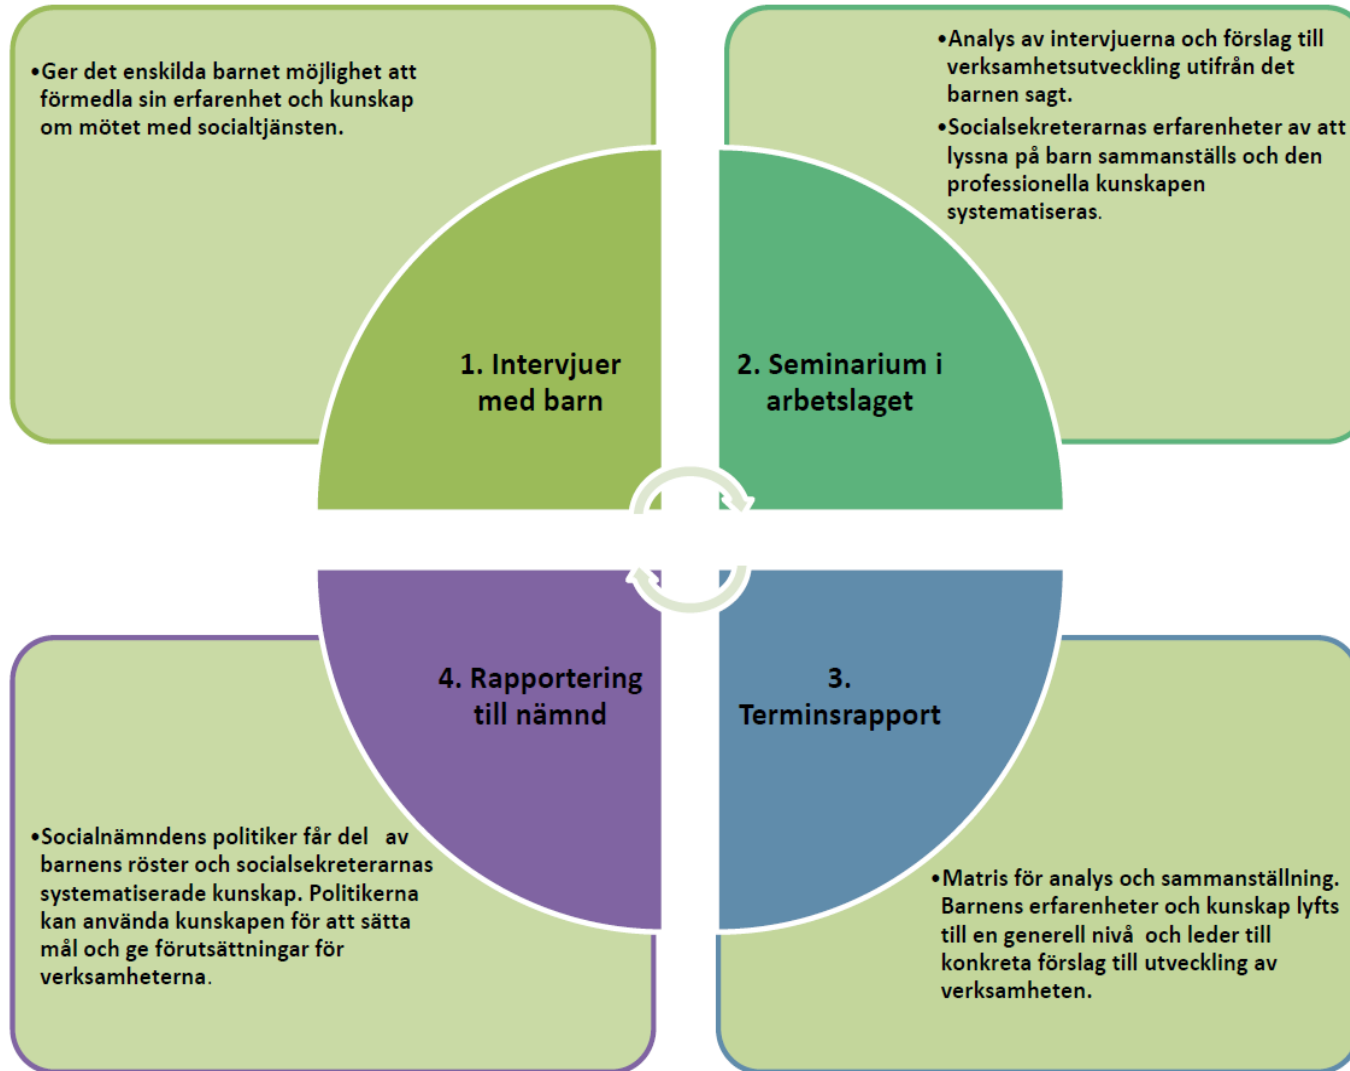 •Ger det enskilda barnet möjlighet att
förmedla sin erfarenhet och kunskap
om mötet med socialtjänsten.
1. Intervjuer
med barn
•Analys av intervjuerna och förslag till
verksamhetsutveckling utifrån det
barnen sagt.
•Socialsekreterarnas erfarenheter av att
lyssna på barn sammanställs och den
professionella kunskapen
systematiseras.
2. Seminarium i
arbetslaget
3.
Terminsrapport
•Matris för analys och sammanställning.
Barnens erfarenheter och kunskap lyfts
till en generell nivå och leder till
konkreta förslag till utveckling av
verksamheten.
4. Rapportering
till nämnd
•Socialnämndens politiker får del av
barnens röster och socialsekreterarnas
systematiserade kunskap. Politikerna
kan använda kunskapen för att sätta
mål och ge förutsättningar för
verksamheterna.